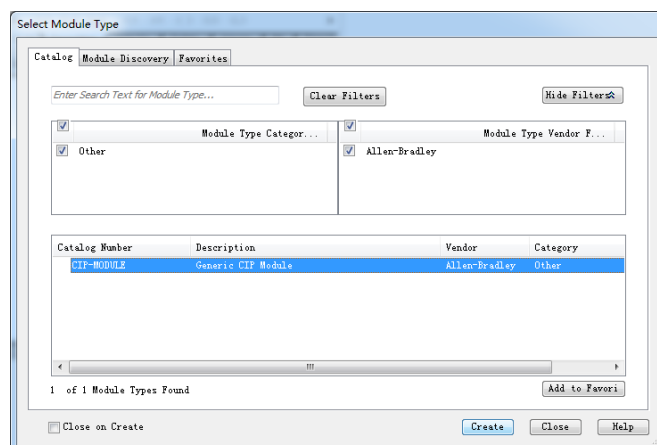 Select Module Type
Catalog Module Discovery Favorites
Enter Search Text for Module Type...
Clear Filters
Hide Filters
Module Type Categor...
Module Type Vendor F...
Other
Allen-Bradley
Catalog Number Description Vendor Category
CIP-MODULE Generic CIP Module Allen-Bradley Other
1 of 1 Module Types Found
Add to Favori
Close on Create
Create Close Help